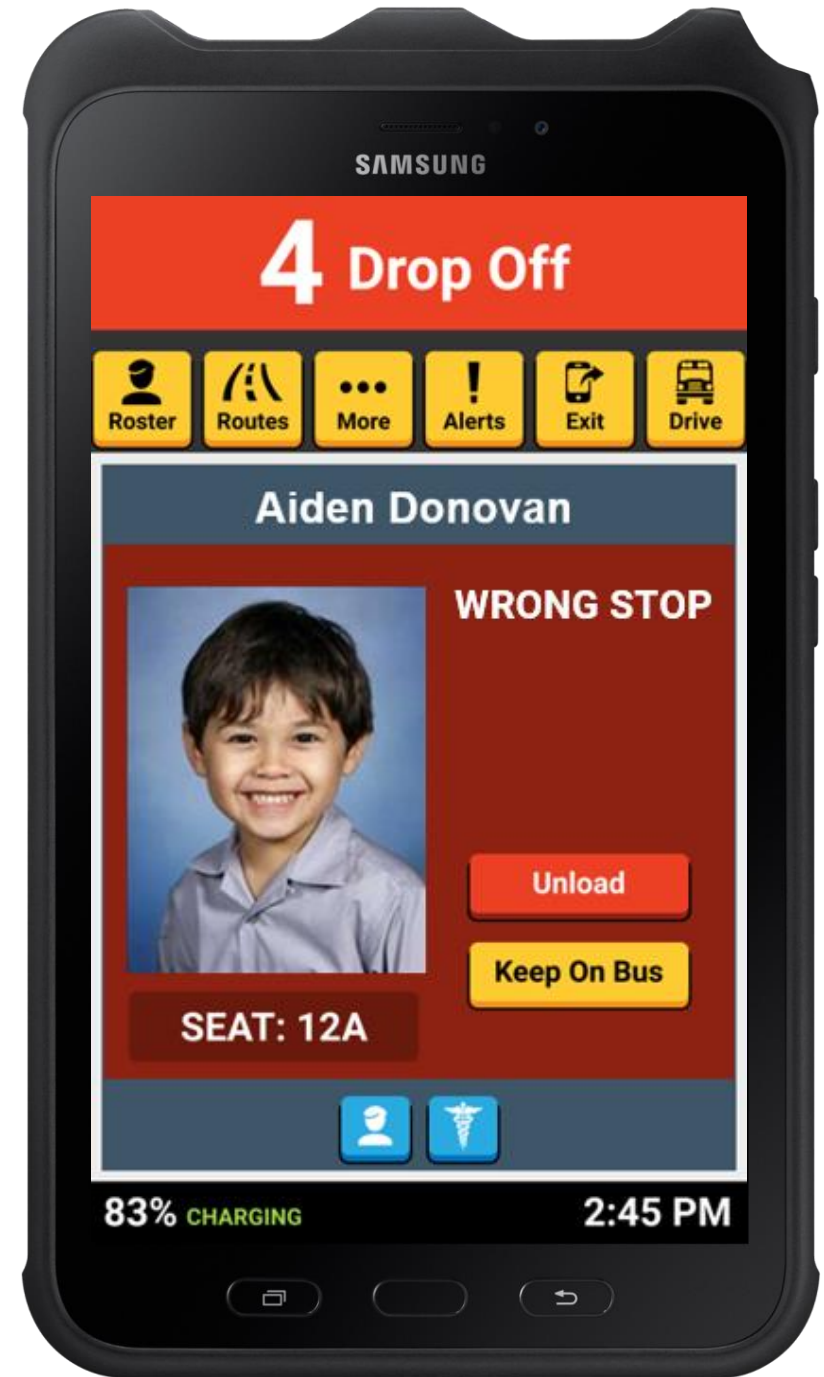 SAMSUNG
4 Drop Off
Roster Routes More Alerts Exit Drive
Aiden Donovan
WRONG STOP
Unload
Keep On Bus
SEAT: 12A
83% CHARGING 2:45 PM